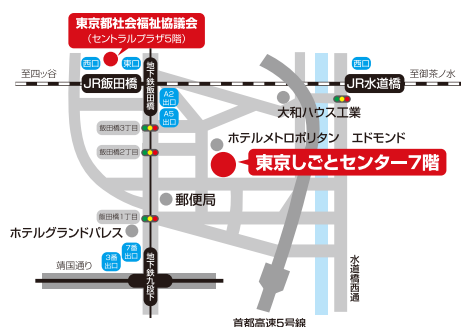 東京都社会福祉協議会
(セントラルプラザ5階)
西口
東口
西口
至四ッ谷
JR飯田橋
地下鉄飯田橋
JR水道橋
至御茶ノ水
A2
出口
A5
出口
大和ハウス工業
飯田橋3丁目
ホテルメトロポリタン エドモンド
飯田橋2丁目
東京しごとセンター7階
郵便局
飯田橋1丁目
ホテルグランドパレス
7番
出口
3番
出口
靖国通り
地下鉄九段下
水道橋西通
首都高速5号線